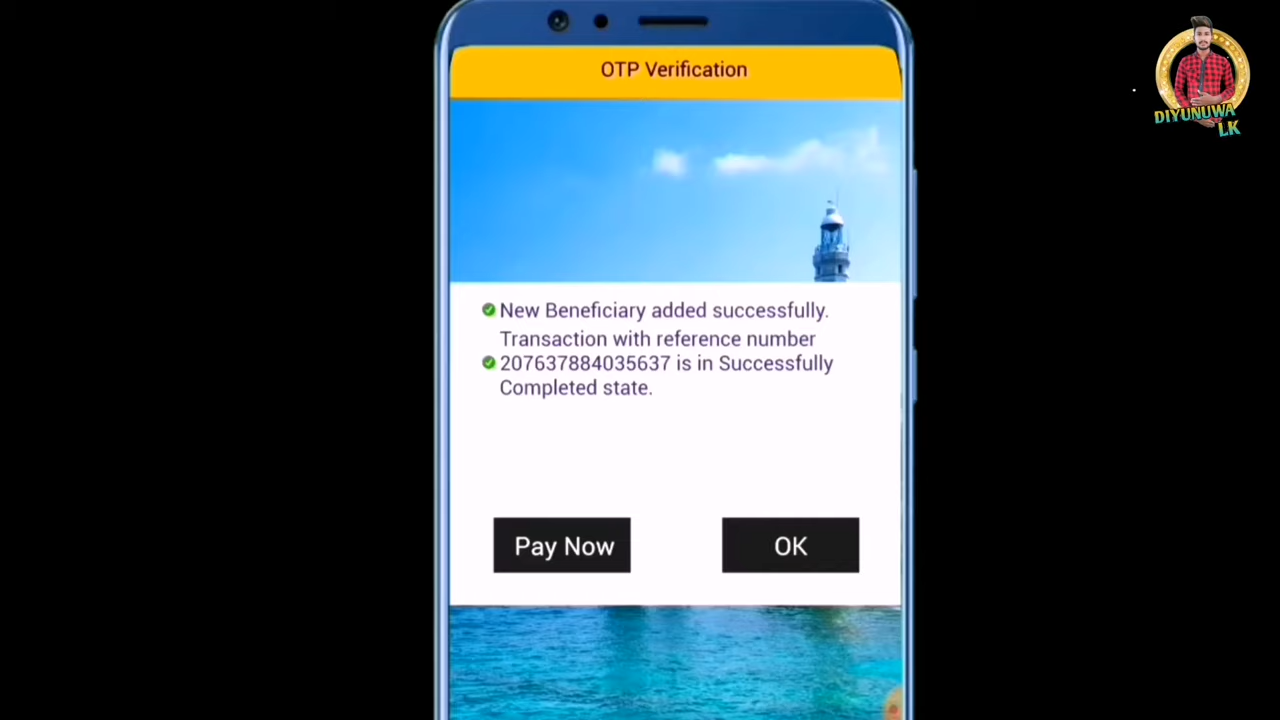 OTP Verification
DIYUNUWA
LK
New Beneficiary added successfully.
Transaction with reference number
207637884035637 is in Successfully
Completed state.
Pay Now
OK